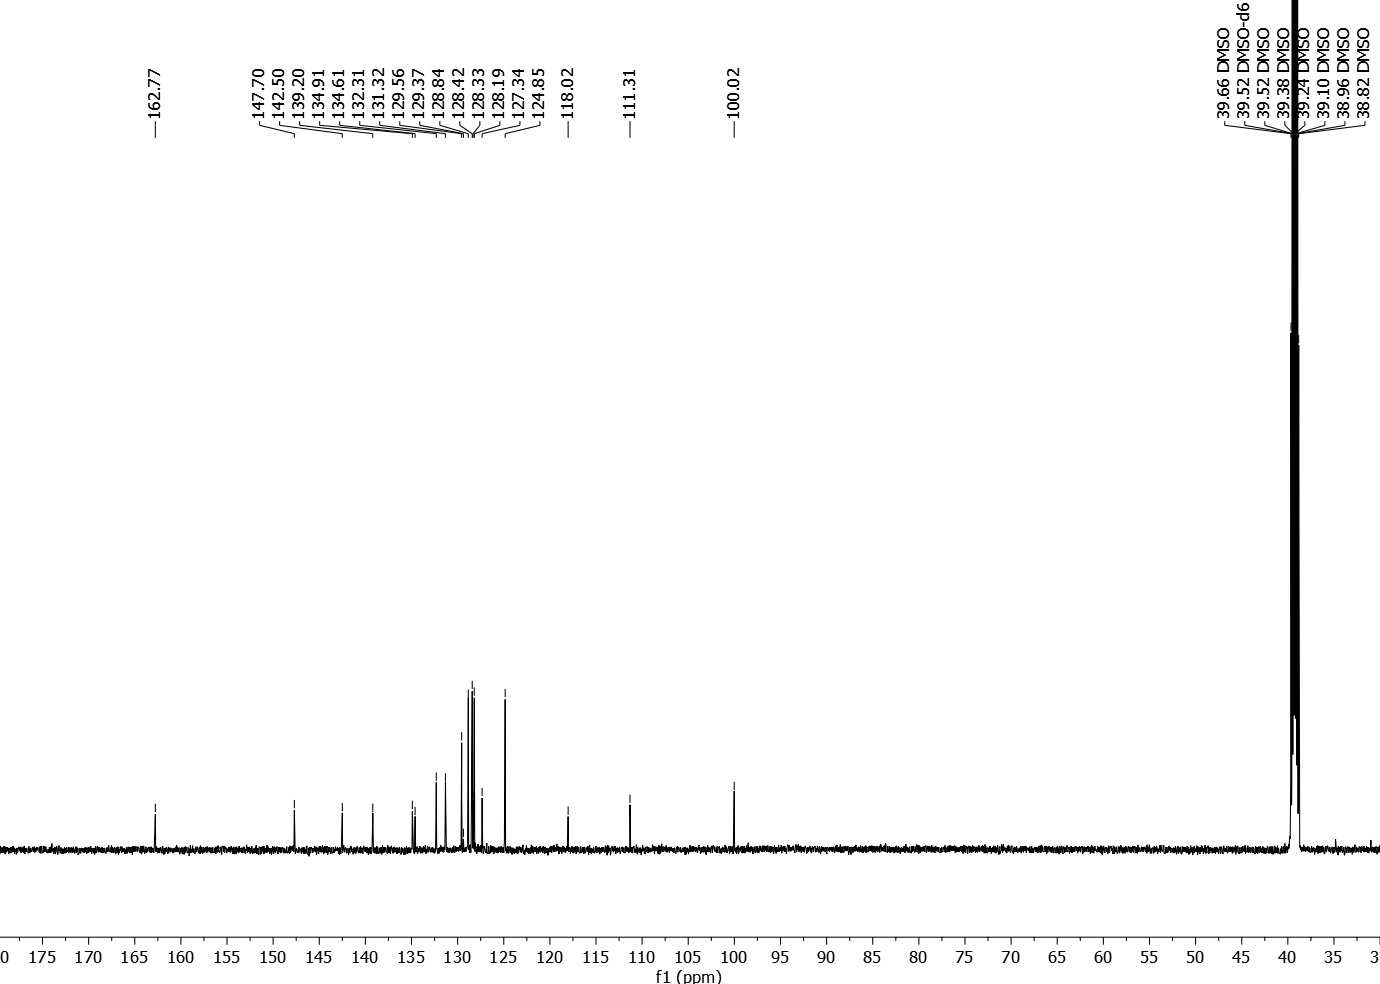 162.77
147.70
142.50
139.20
134.91
134.61
132.31
131.32
129.56
129.37
128.84
128.42
128.33
128.19
127.34
124.85
118.02
111.31
100.02
39.66 DMSO
39.52 DMSO-d6
39.52 DMSO
39.38 DMSO
39.24 DMSO
39.10 DMSO
38.96 DMSO
38.82 DMSO
0 175 170 165 160 155 150 145 140 135 130 125 120 115 110 105 100 95 90 85 80 75 70 65 60 55 50 45 40 35 3
f1 (ppm)